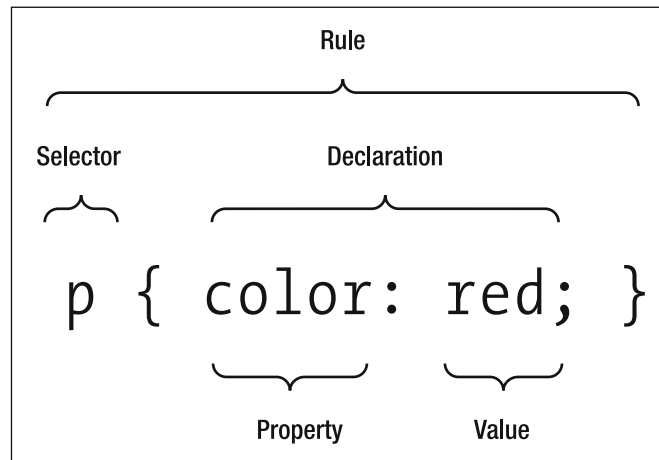 Rule
Selector Declaration
p { color: red; }
Property Value